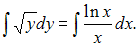 ∫ √y dy = ∫ ln x / x dx.